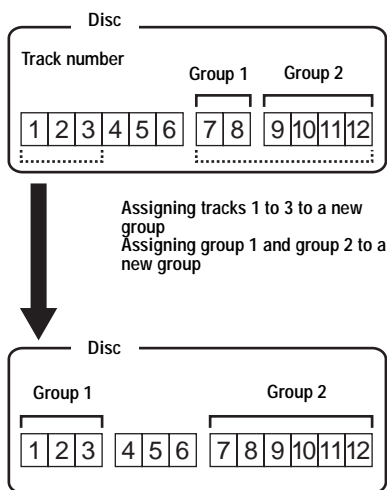 Disc
Track number
Group 1 Group 2
1 2 3 4 5 6 7 8 9 10 11 12
Assigning tracks 1 to 3 to a new
group
Assigning group 1 and group 2 to a
new group
Disc
Group 1 Group 2
1 2 3 4 5 6 7 8 9 10 11 12